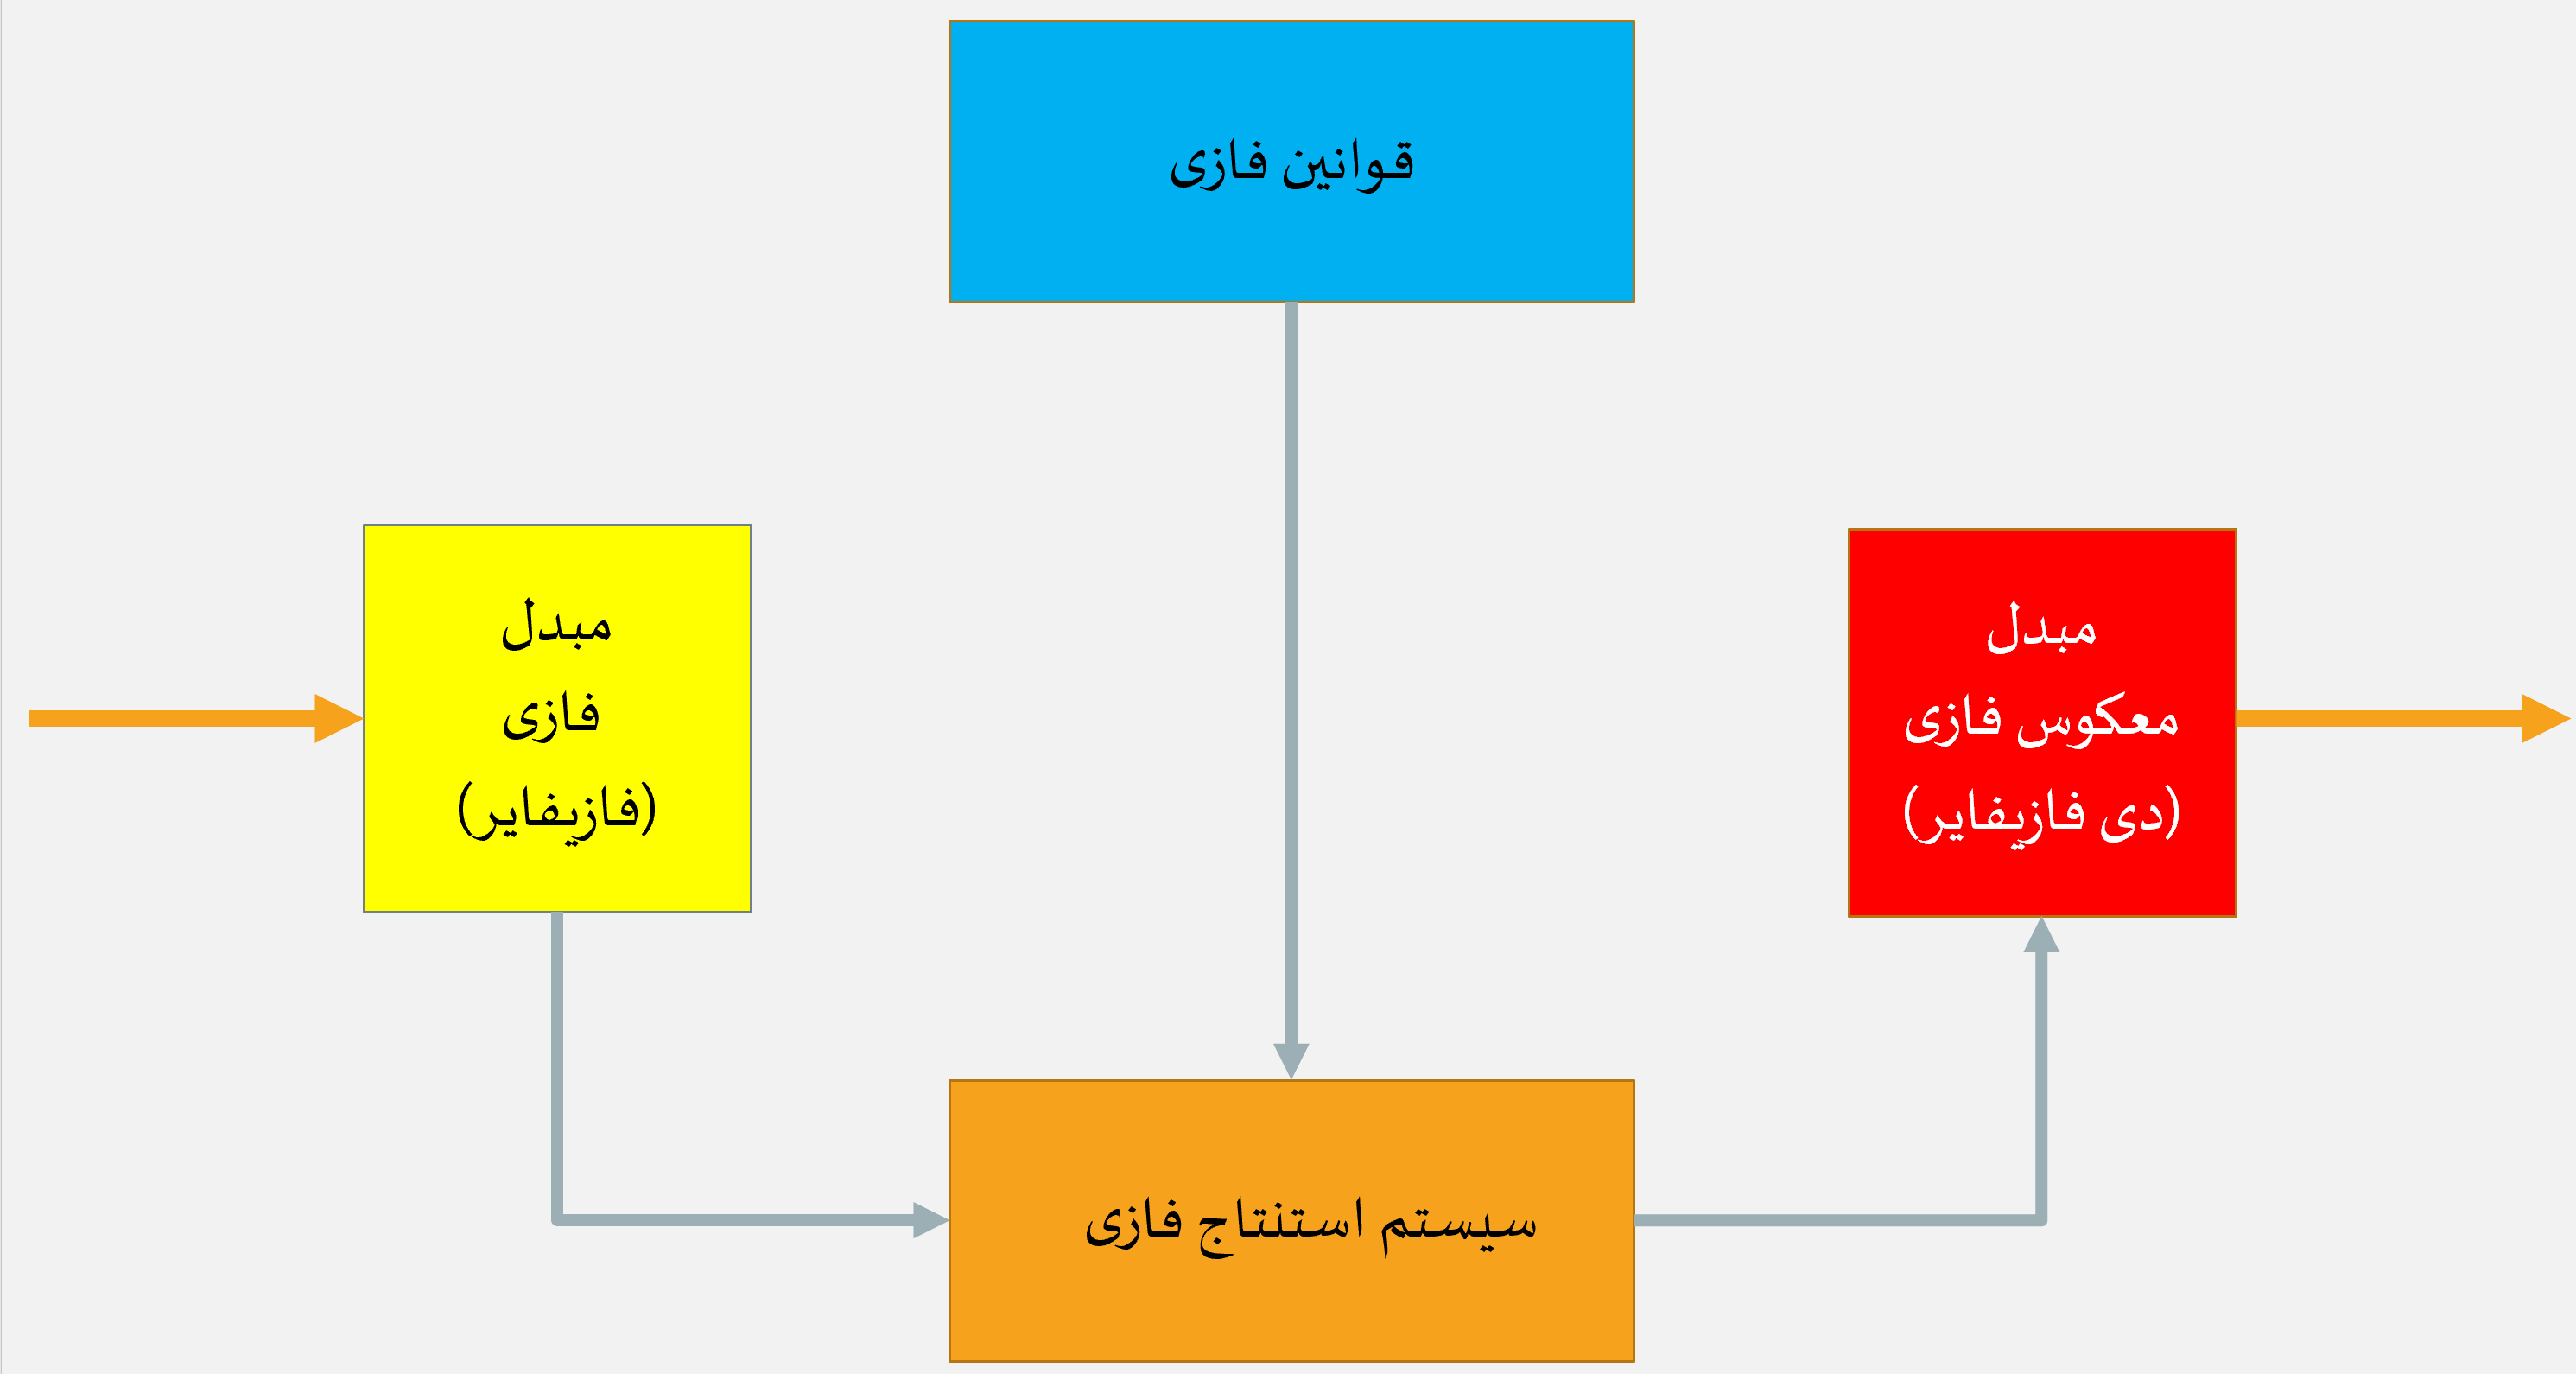 قوانین فازی
مبدل
فازی
(فازیفایر)
مبدل
معکوس فازی
(دی فازیفایر)
سیستم استنتاج فازی